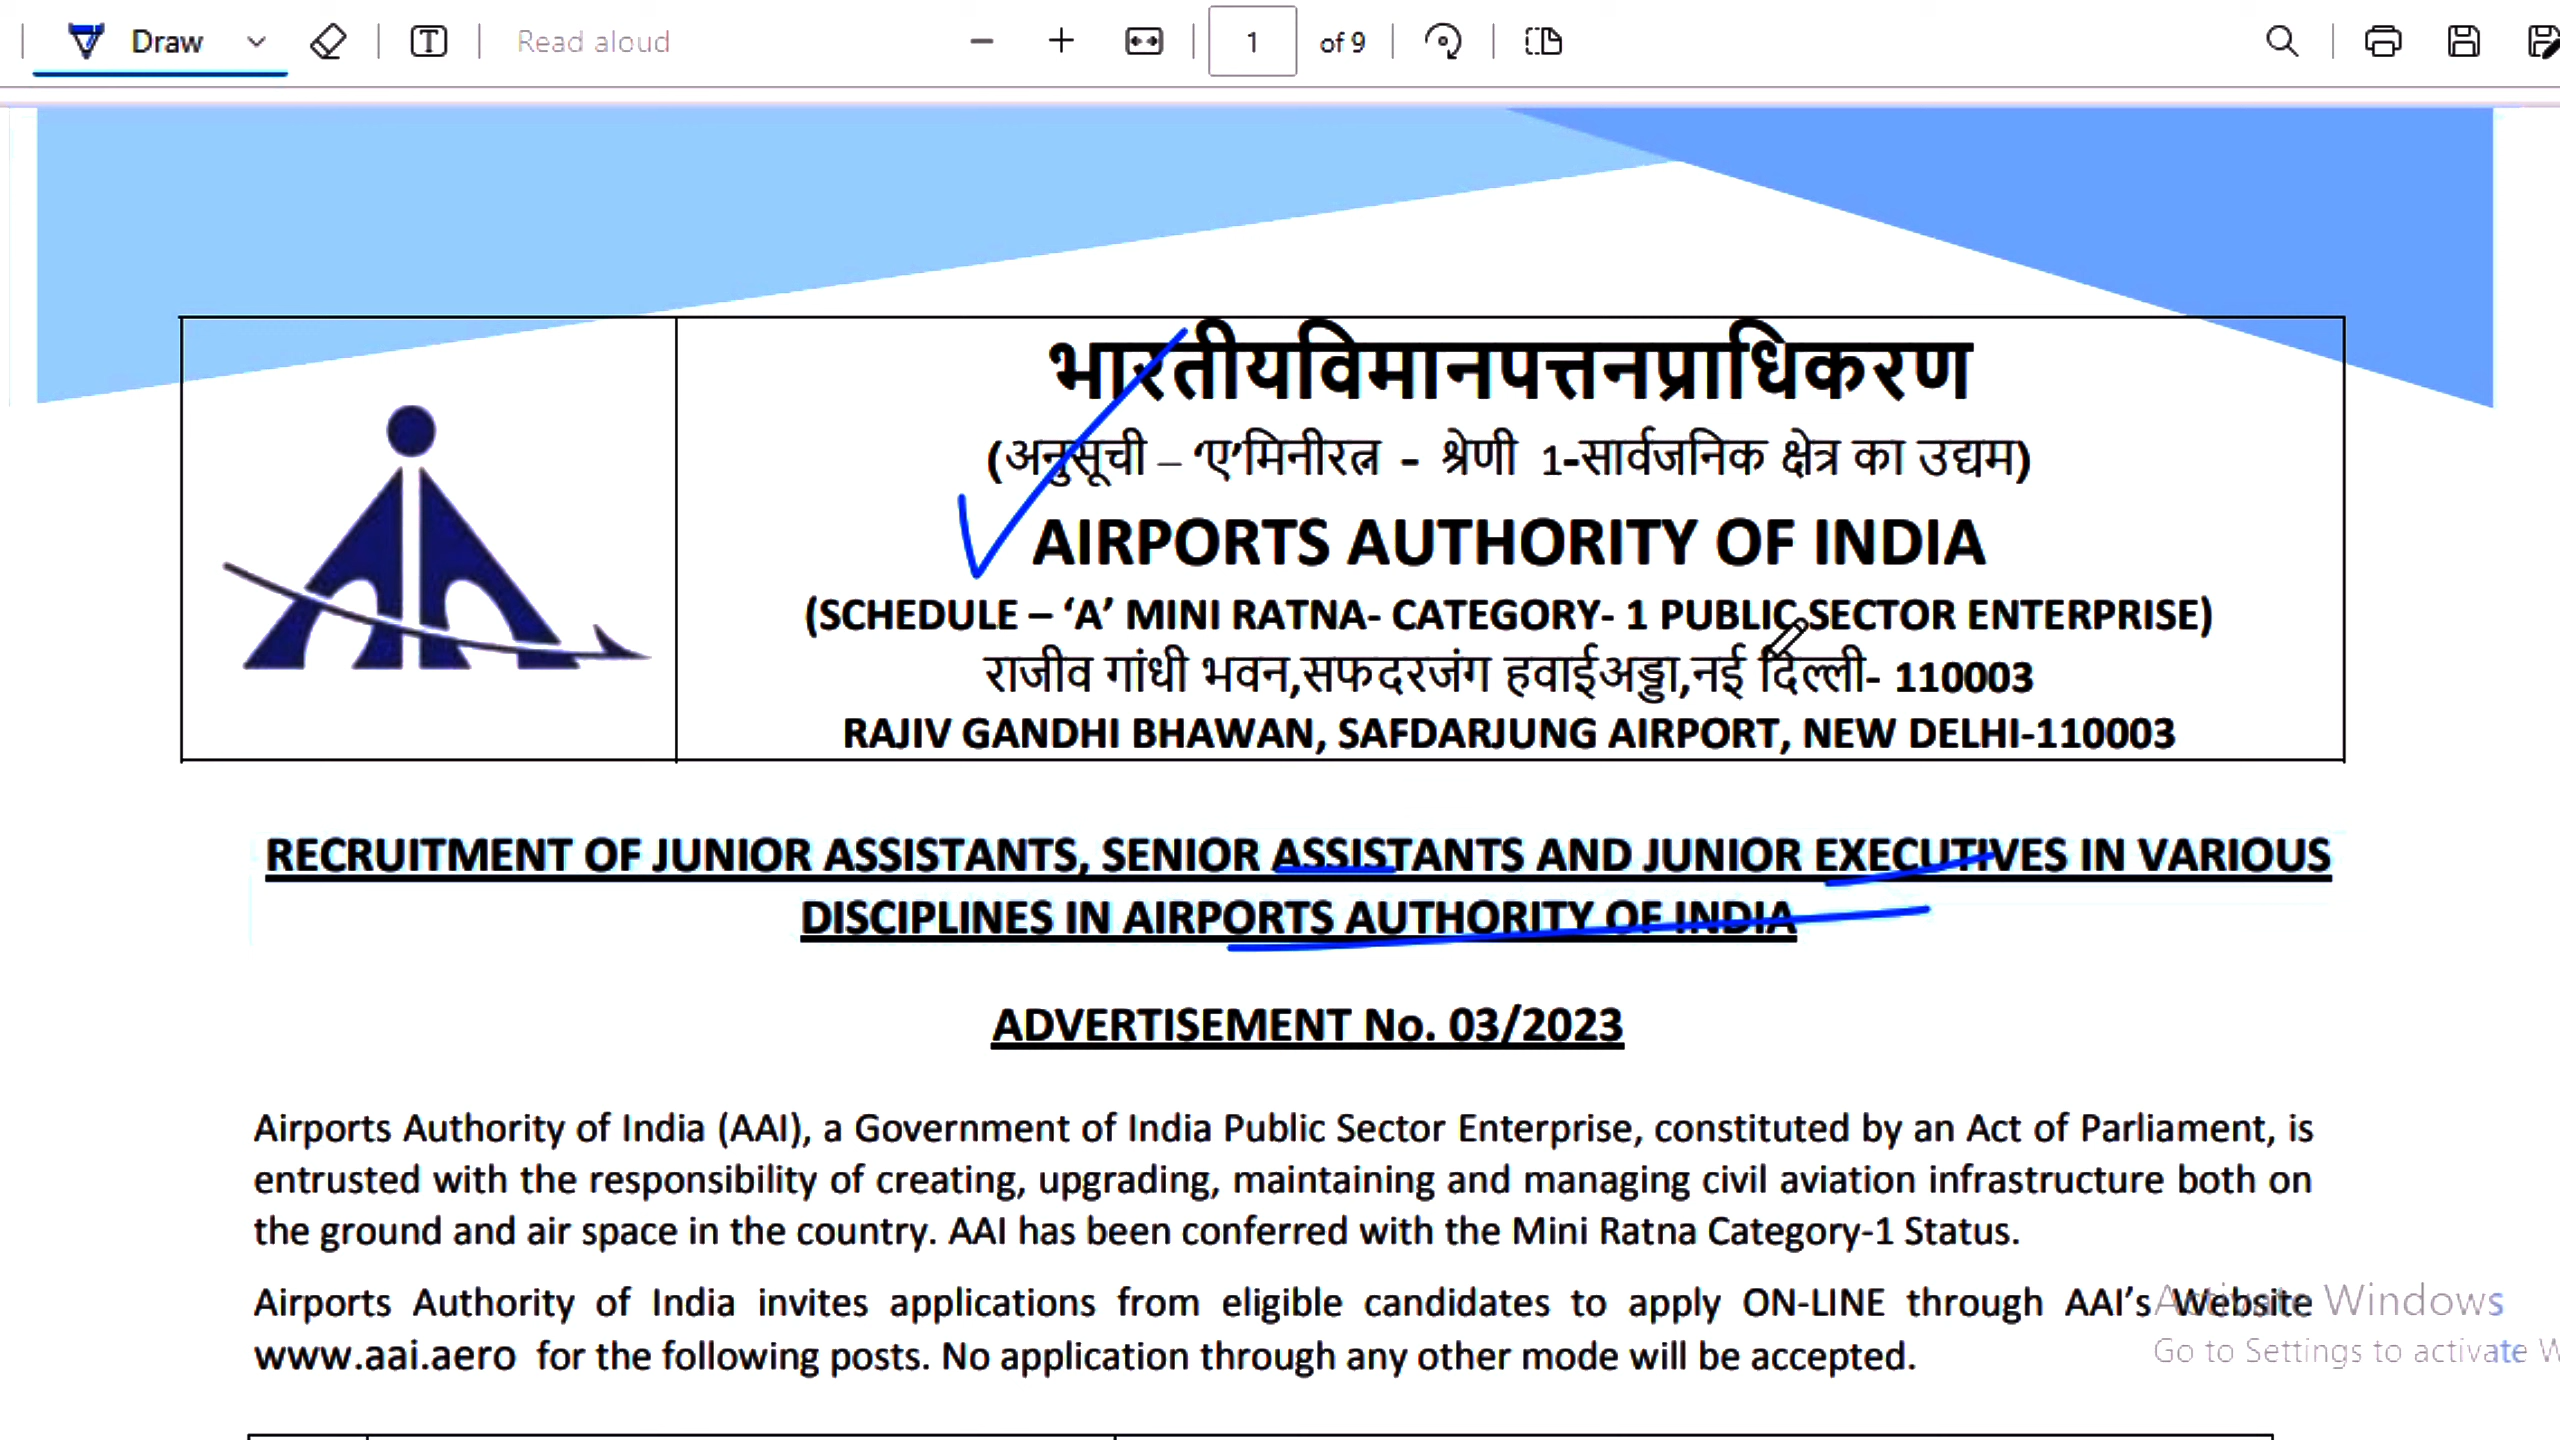 Draw
Read aloud
1 of 9
भारतीयविमानपत्तनप्राधिकरण
(अनुसूची – ‘ए’मिनीरत्न - श्रेणी 1-सार्वजनिक क्षेत्र का उद्यम)
AIRPORTS AUTHORITY OF INDIA
(SCHEDULE – ‘A’ MINI RATNA- CATEGORY- 1 PUBLIC SECTOR ENTERPRISE)
राजीव गांधी भवन,सफदरजंग हवाईअड्डा,नई दिल्ली- 110003
RAJIV GANDHI BHAWAN, SAFDARJUNG AIRPORT, NEW DELHI-110003
RECRUITMENT OF JUNIOR ASSISTANTS, SENIOR ASSISTANTS AND JUNIOR EXECUTIVES IN VARIOUS
DISCIPLINES IN AIRPORTS AUTHORITY OF INDIA
ADVERTISEMENT No. 03/2023
Airports Authority of India (AAI), a Government of India Public Sector Enterprise, constituted by an Act of Parliament, is
entrusted with the responsibility of creating, upgrading, maintaining and managing civil aviation infrastructure both on
the ground and air space in the country. AAI has been conferred with the Mini Ratna Category-1 Status.
Airports Authority of India invites applications from eligible candidates to apply ON-LINE through AAI’s Website
www.aai.aero for the following posts. No application through any other mode will be accepted.
Activate Windows
Go to Settings to activate W